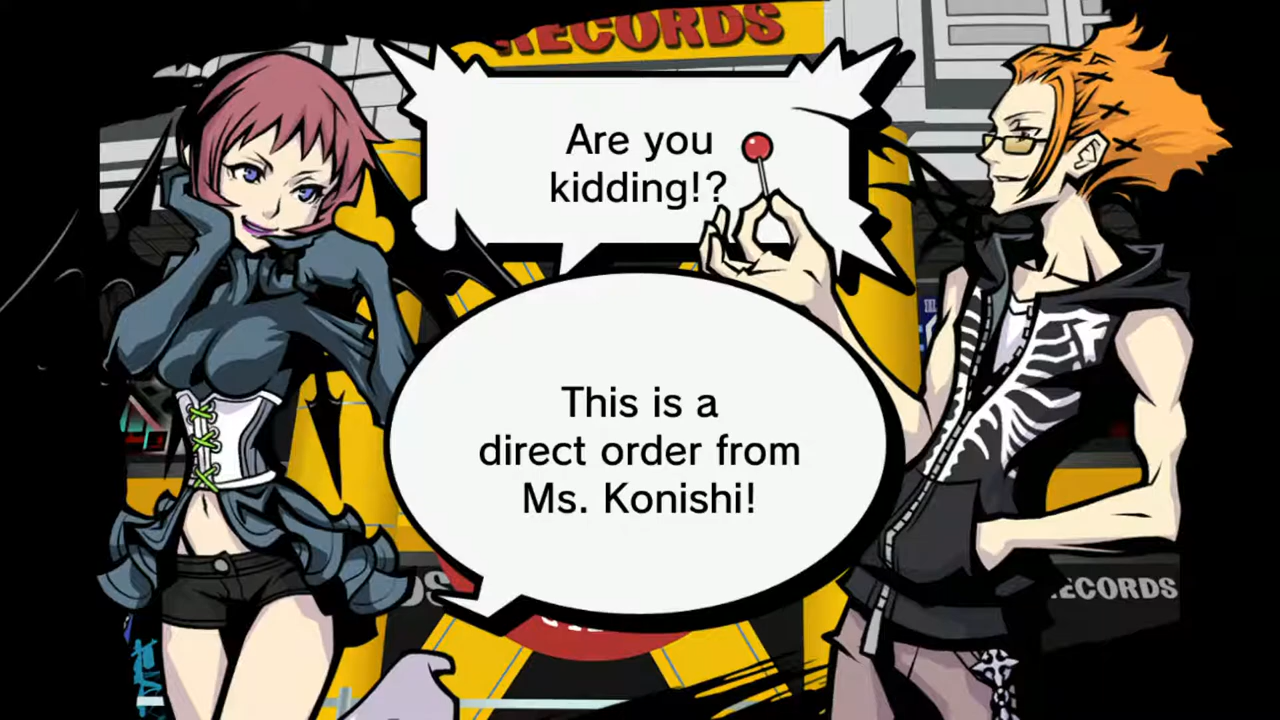 RECORDS
Are you
kidding!?
This is a
direct order from
Ms. Konishi!
RECORDS